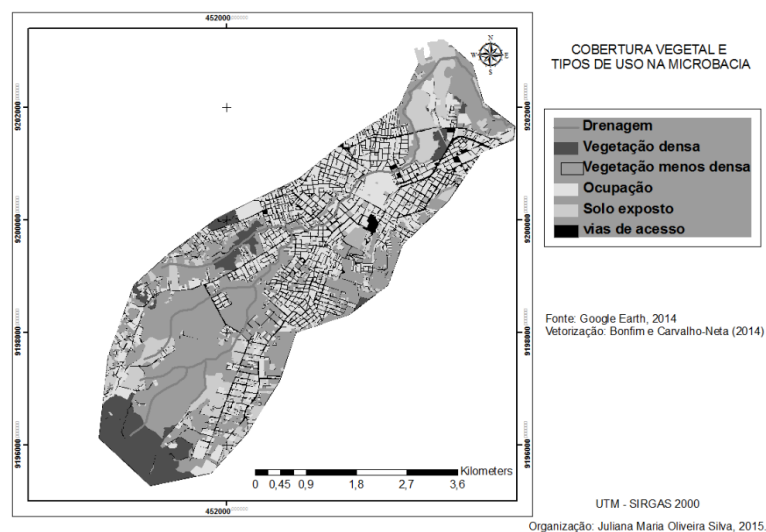 452000
COBERTURA VEGETAL E
TIPOS DE USO NA MICROBACIA
N
W
E
S
9202000
9202000
Drenagem
Vegetação densa
Vegetação menos densa
Ocupação
Solo exposto
vias de acesso
9200000
9200000
Fonte: Google Earth, 2014
Vetorização: Bonfim e Carvalho-Neta (2014)
9198000
9198000
9196000
9196000
Kilometers
0 0,45 0,9 1,8 2,7 3,6
452000
UTM - SIRGAS 2000
Organização: Juliana Maria Oliveira Silva, 2015.